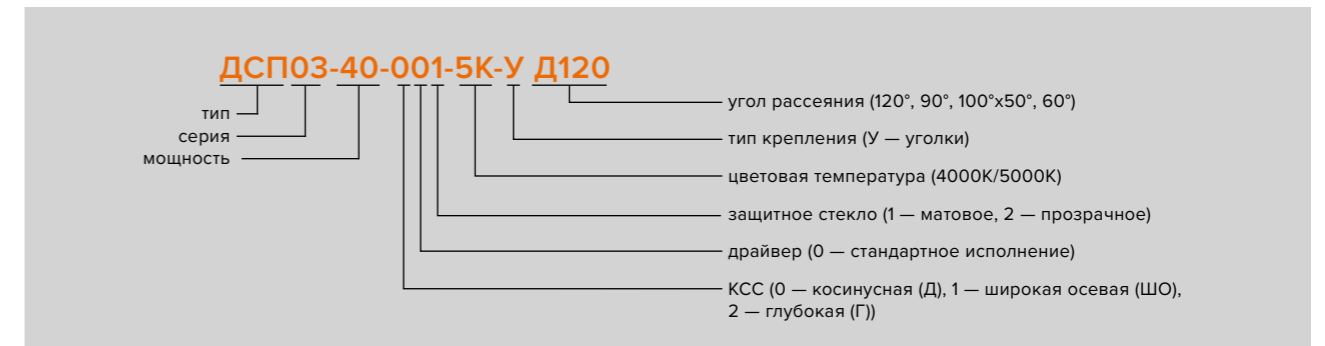 ДСП03-40-001-5К-У Д120
тип
серия
мощность
угол рассеяния (120°, 90°, 100°x50°, 60°)
тип крепления (У — уголки)
цветовая температура (4000К/5000К)
защитное стекло (1 — матовое, 2 — прозрачное)
драйвер (0 — стандартное исполнение)
КСС (0 — косинусная (Д), 1 — широкая осевая (ШО),
2 — глубокая (Г))